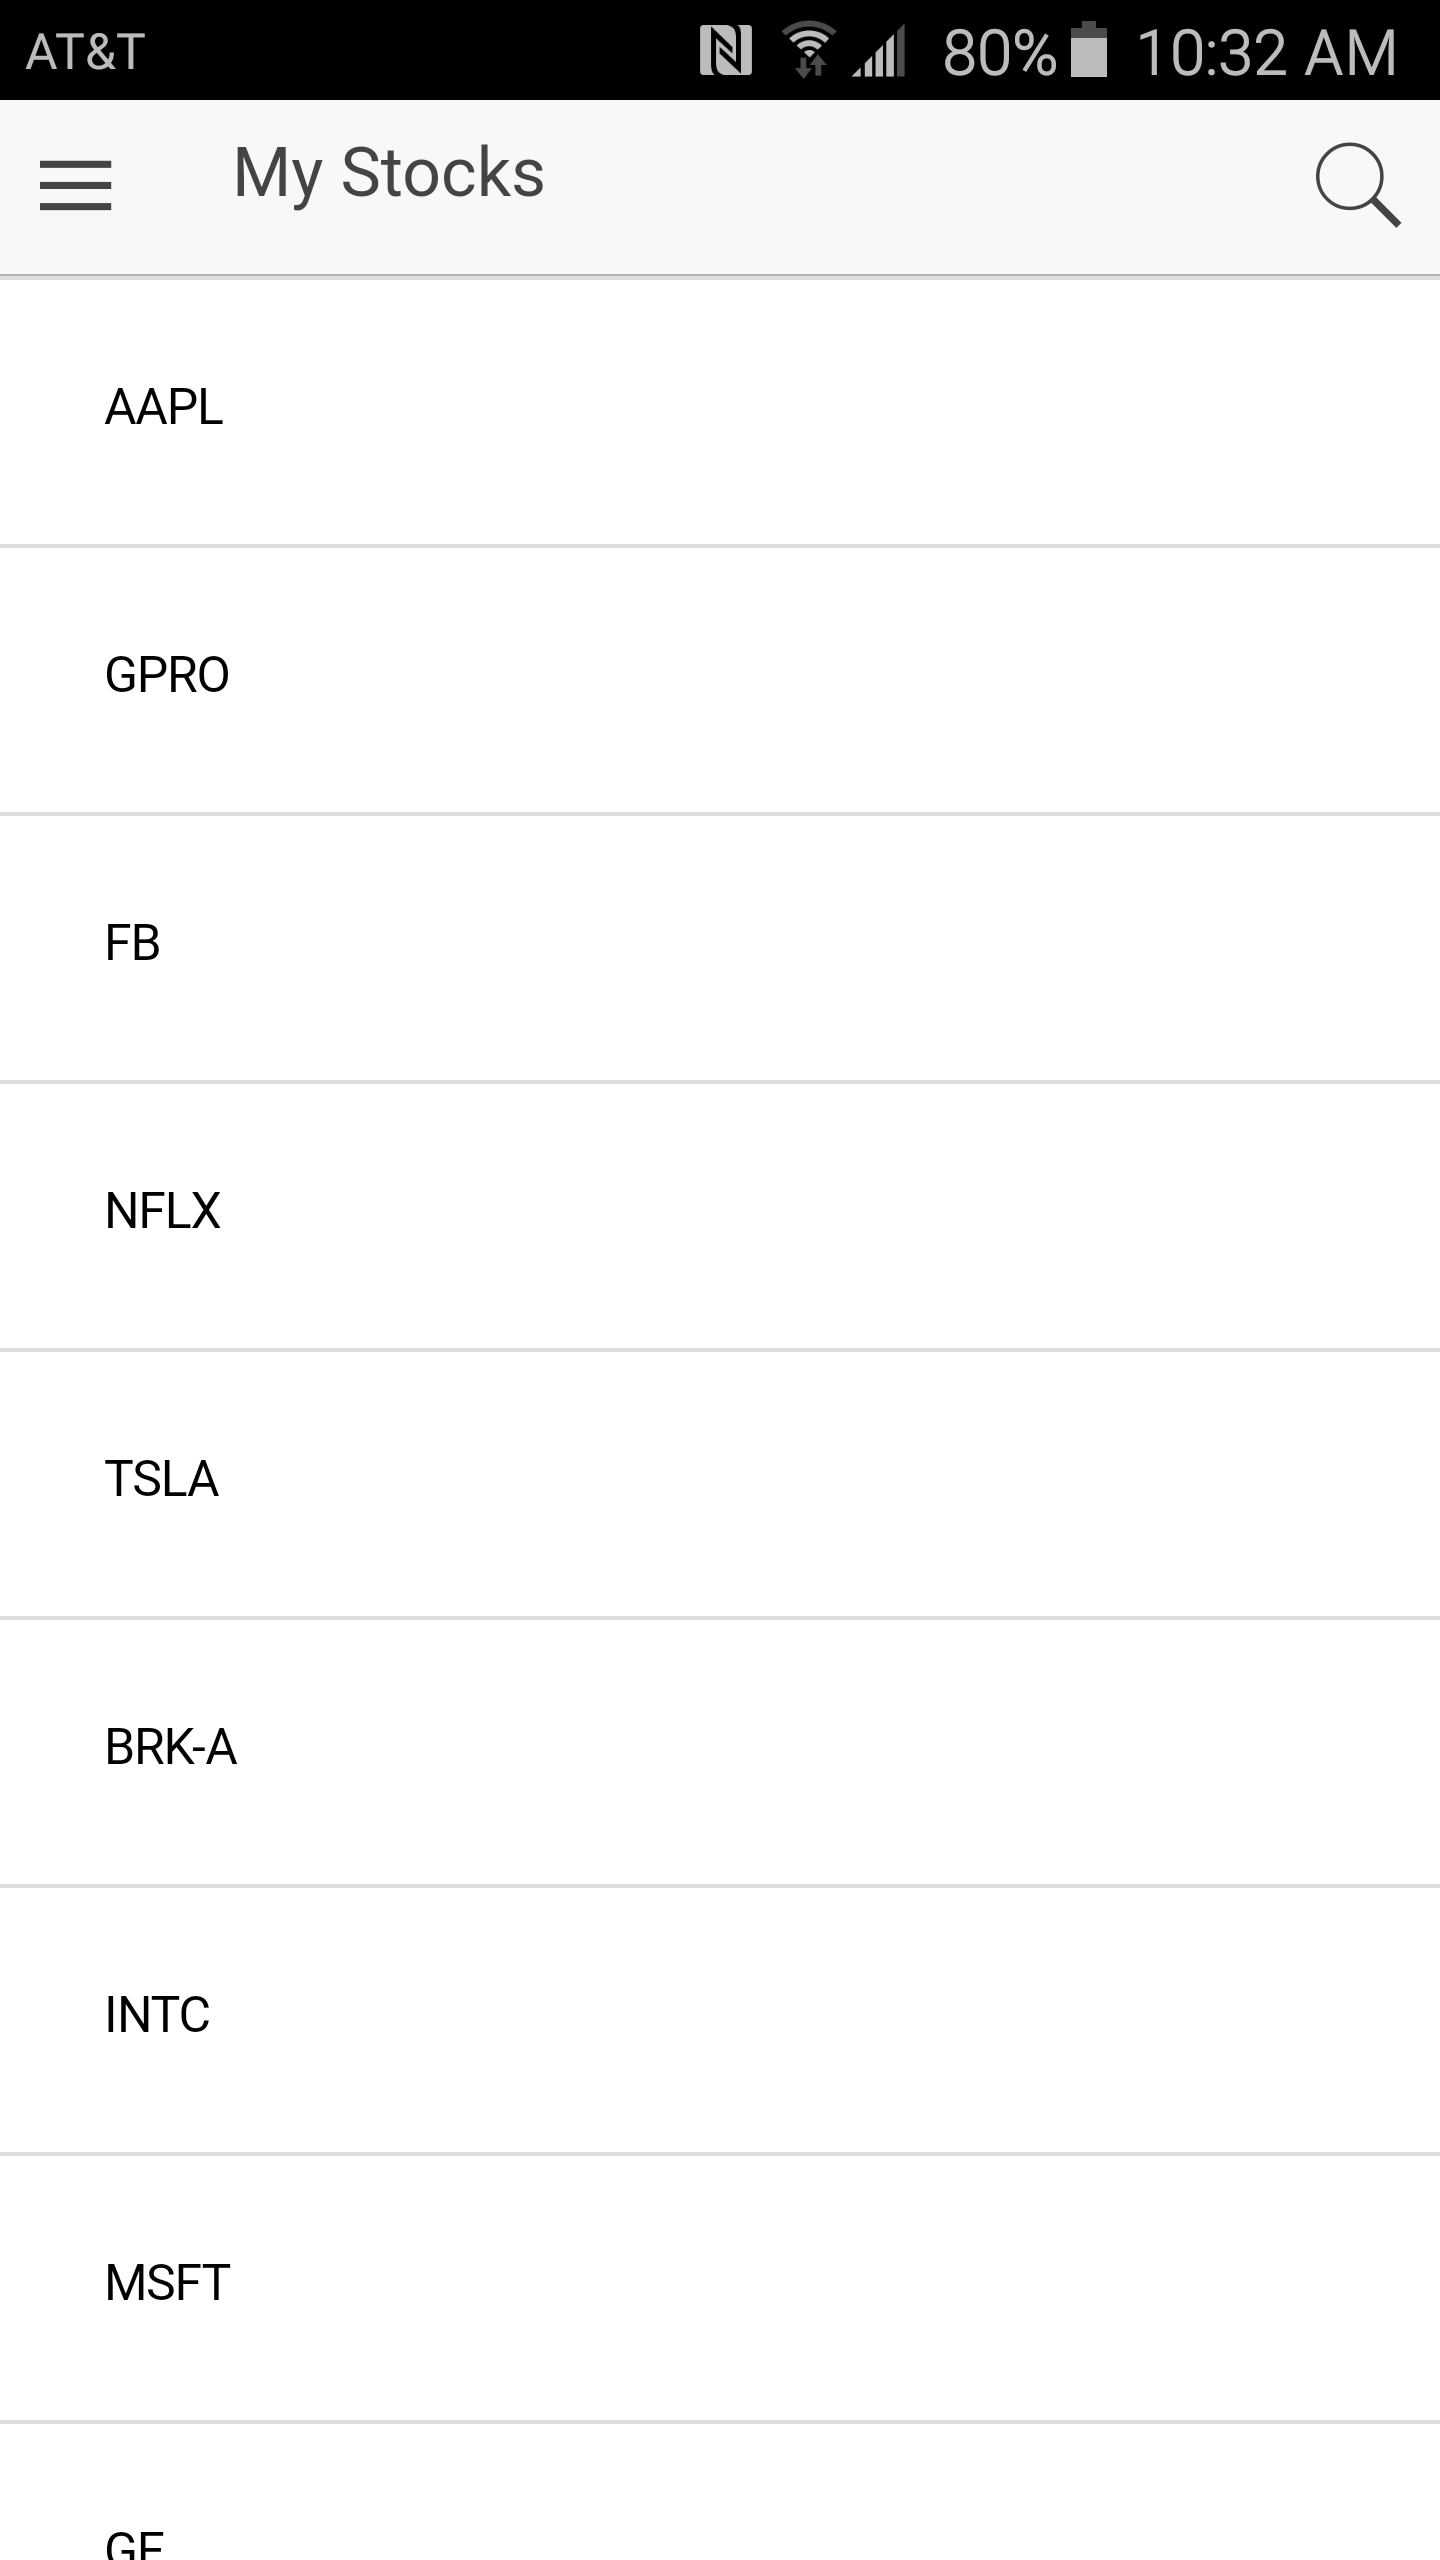 AT&T 80% 10:32 AM
My Stocks
AAPL
GPRO
FB
NFLX
TSLA
BRK-A
INTC
MSFT